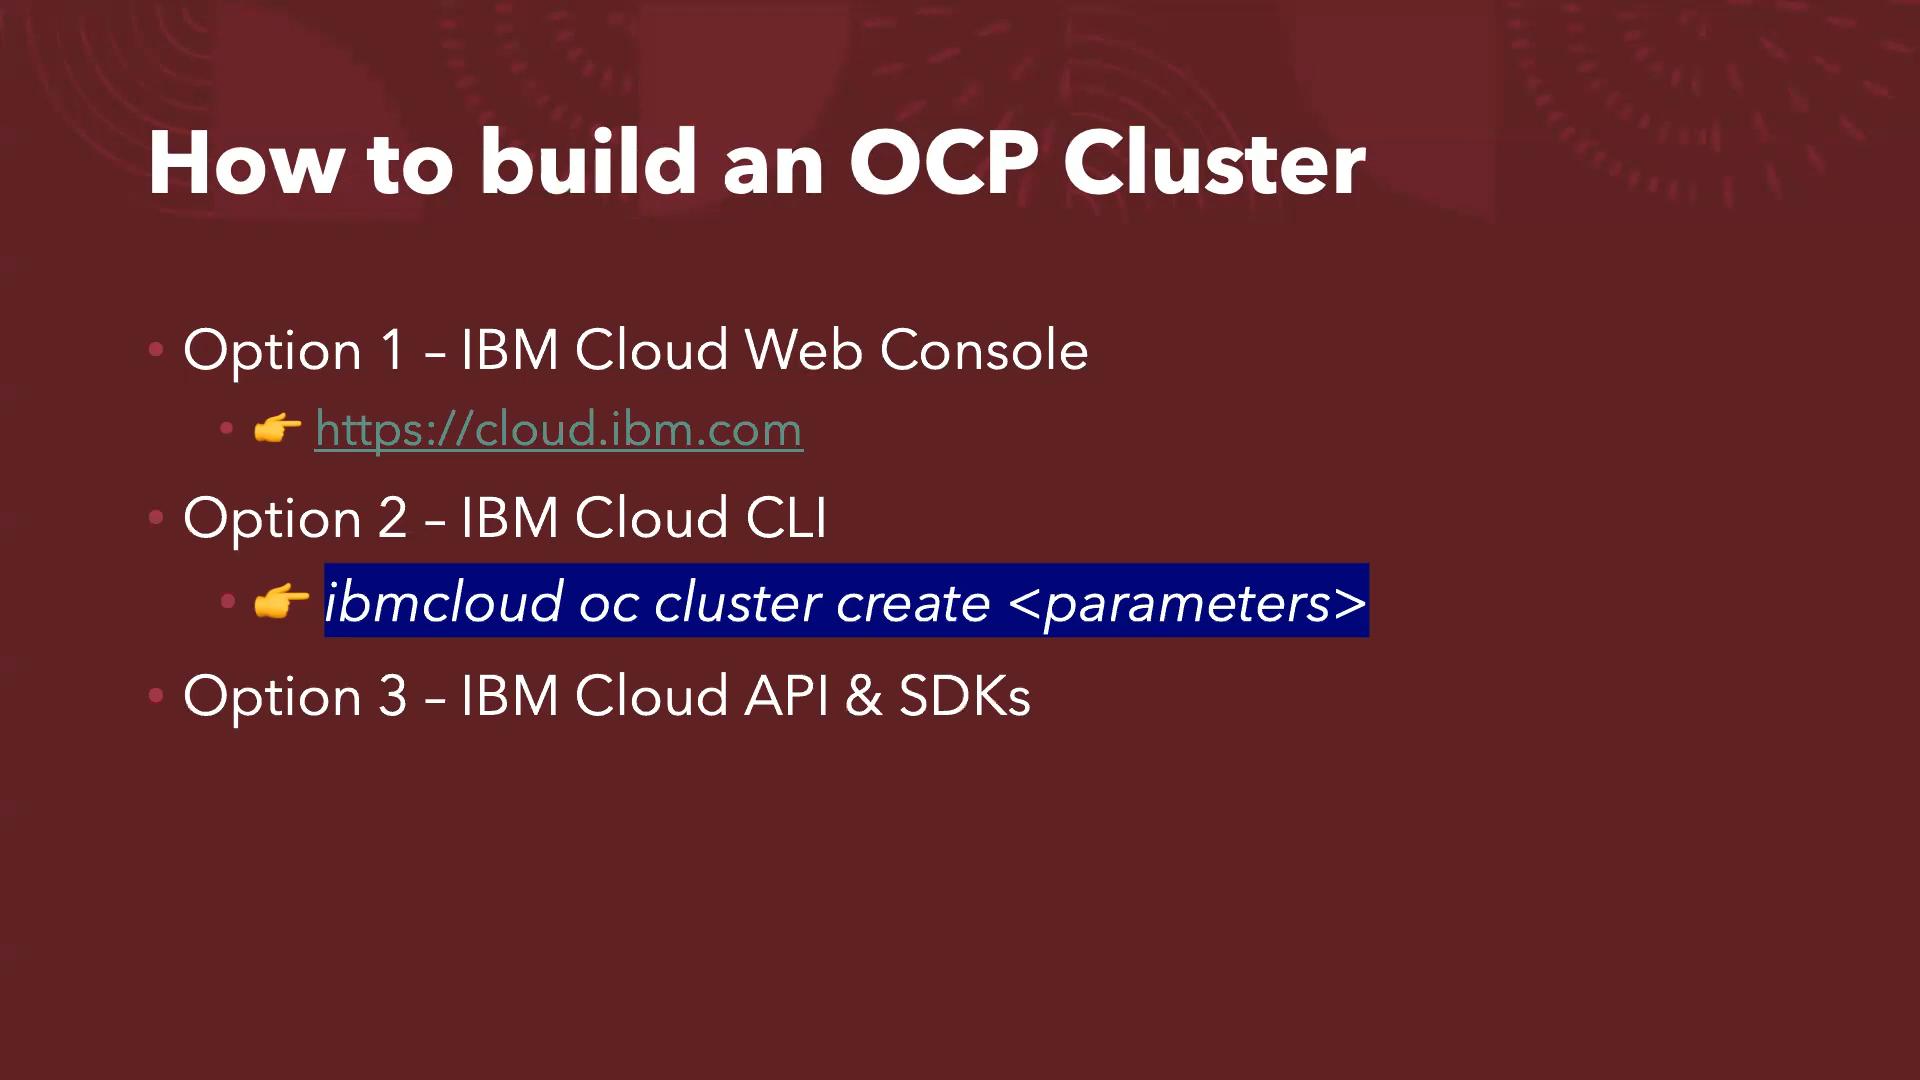 How to build an OCP Cluster
• Option 1 – IBM Cloud Web Console
• 👉 https://cloud.ibm.com
• Option 2 – IBM Cloud CLI
• 👉 ibmcloud oc cluster create <parameters>
• Option 3 – IBM Cloud API & SDKs